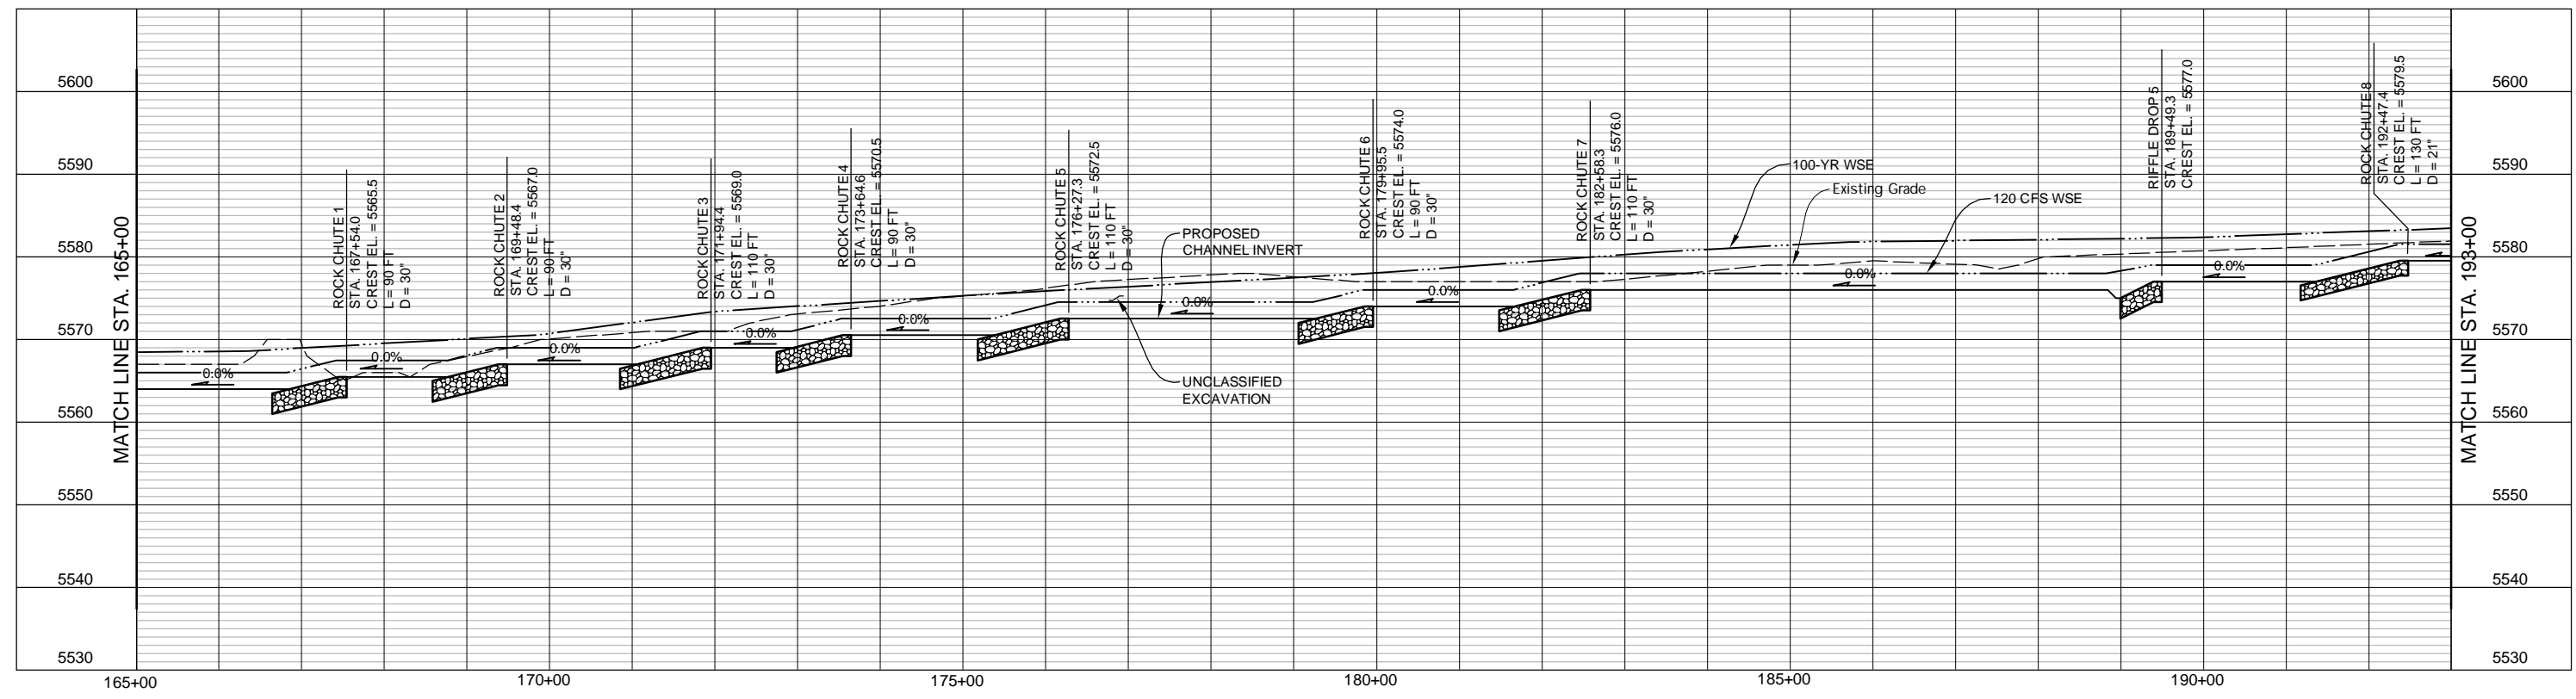 5600
5590
5580
5570
5560
5550
5540
5530
MATCH LINE STA. 165+00
ROCK CHUTE 1
STA. 167+54.0
CREST EL. = 5565.5
L = 90 FT
D = 30"
ROCK CHUTE 2
STA. 169+48.4
CREST EL. = 5567.0
L = 90 FT
D = 30"
ROCK CHUTE 3
STA. 171+94.4
CREST EL. = 5569.0
L = 110 FT
D = 30"
ROCK CHUTE 4
STA. 173+64.6
CREST EL. = 5570.5
L = 90 FT
D = 30"
ROCK CHUTE 5
STA. 176+27.3
CREST EL. = 5572.5
L = 110 FT
D = 30"
PROPOSED
CHANNEL INVERT
UNCLASSIFIED
EXCAVATION
ROCK CHUTE 6
STA. 179+95.5
CREST EL. = 5574.0
L = 90 FT
D = 30"
ROCK CHUTE 7
STA. 182+58.3
CREST EL. = 5576.0
L = 110 FT
D = 30"
100-YR WSE
Existing Grade
120 CFS WSE
RIFFLE DROP 5
STA. 189+49.3
CREST EL. = 5577.0
ROCK CHUTE 8
STA. 192+47.4
CREST EL. = 5579.5
L = 130 FT
D = 21"
0.0%
0.0%
0.0%
0.0%
0.0%
0.0%
0.0%
0.0%
0.0%
MATCH LINE STA. 193+00
5600
5590
5580
5570
5560
5550
5540
5530
165+00
170+00
175+00
180+00
185+00
190+00